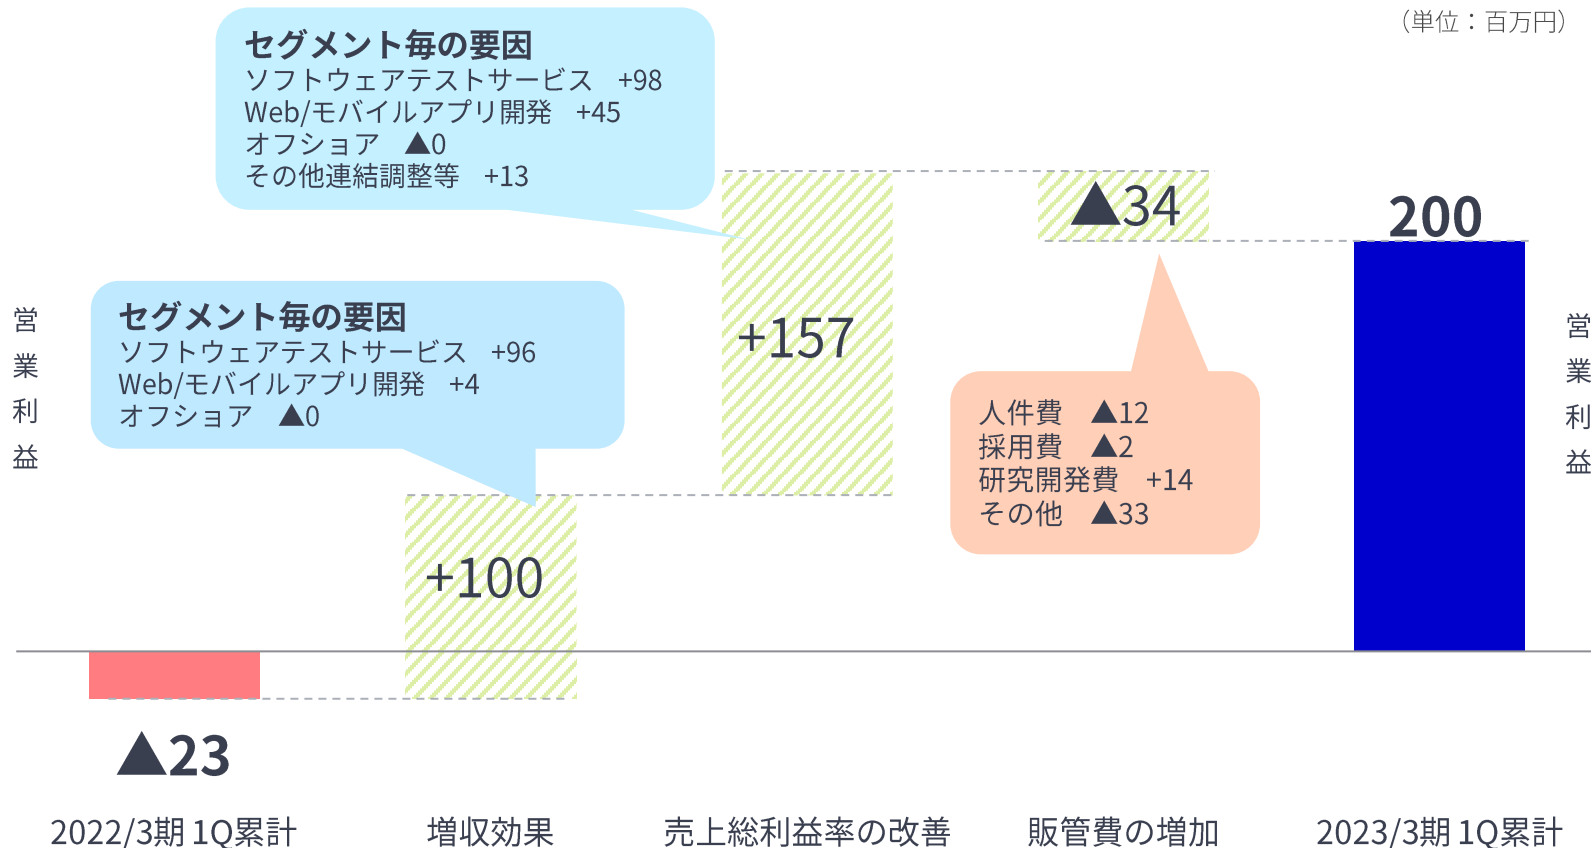 （単位：百万円）
セグメント毎の要因
ソフトウェアテストサービス　+98
Web/モバイルアプリ開発　+45
オフショア　▲0
その他連結調整等　+13
▲34
200
+157
セグメント毎の要因
ソフトウェアテストサービス　+96
Web/モバイルアプリ開発　+4
オフショア　▲0
営業利益
営業利益
人件費　▲12
採用費　▲2
研究開発費　+14
その他　▲33
+100
▲23
2022/3期 1Q累計
増収効果
売上総利益率の改善
販管費の増加
2023/3期 1Q累計